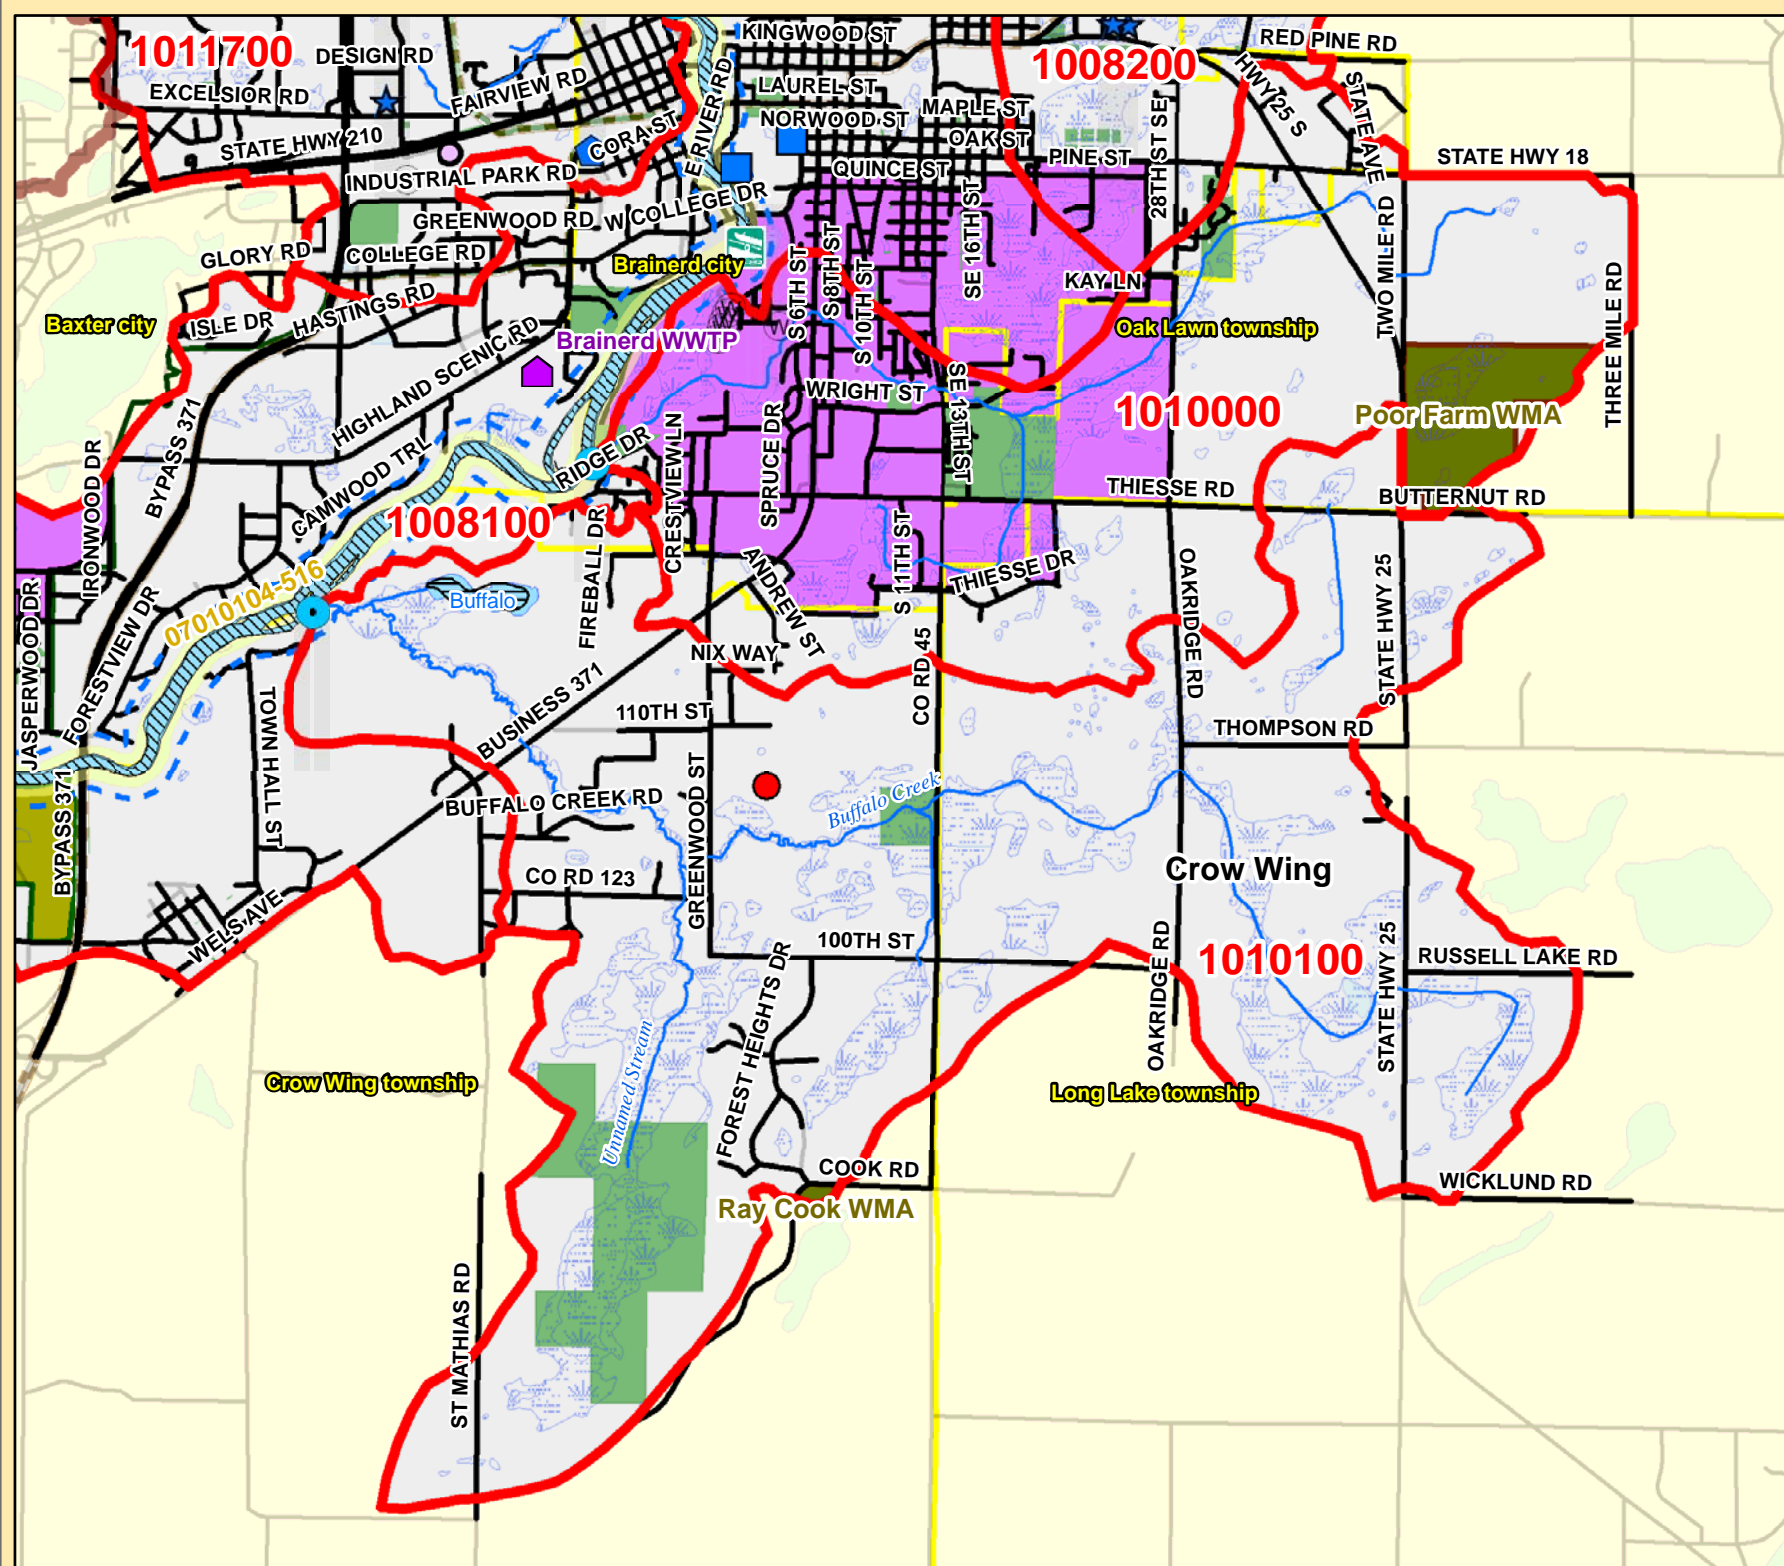 KINGWOOD ST
RED PINE RD
1011700
DESIGN RD
1008200
HWY 25 S
STATE AVE
EXCELSIOR RD
FAIRVIEW RD
E RIVER RD
LAUREL ST
MAPLE ST
28TH ST SE
NORWOOD ST
STATE HWY 210
CORA ST
OAK ST
PINE ST
STATE HWY 18
INDUSTRIAL PARK RD
QUINCE ST
W COLLEGE DR
GREENWOOD RD
SE 16TH ST
TWO MILE RD
GLORY RD
COLLEGE RD
Brainerd city
S 6TH ST
S 8TH ST
S 10TH ST
KAY LN
THREE MILE RD
HASTINGS RD
Baxter city
ISLE DR
Oak Lawn township
Brainerd WWTP
HIGHLAND SCENIC RD
WRIGHT ST
SE 13TH ST
1010000
Poor Farm WMA
BYPASS 371
IRONWOOD DR
CAMWOOD TRL
RIDGE DR
CRESTVIEW LN
SPRUCE DR
THIESSE RD
BUTTERNUT RD
1008100
FIREBALL DR
ANDREW ST
S 11TH ST
THIESSE DR
OAKRIDGE RD
STATE HWY 25
07010104-516
Buffalo
JASPERWOOD DR
FORESTVIEW DR
NIX WAY
CO RD 45
TOWN HALL ST
BUSINESS 371
110TH ST
THOMPSON RD
BYPASS 371
BUFFALO CREEK RD
GREENWOOD ST
Buffalo Creek
Crow Wing
CO RD 123
WELS AVE
100TH ST
OAKRIDGE RD
1010100
STATE HWY 25
RUSSELL LAKE RD
FOREST HEIGHTS DR
Unnamed Stream
Crow Wing township
Long Lake township
COOK RD
WICKLUND RD
Ray Cook WMA
ST MATHIAS RD